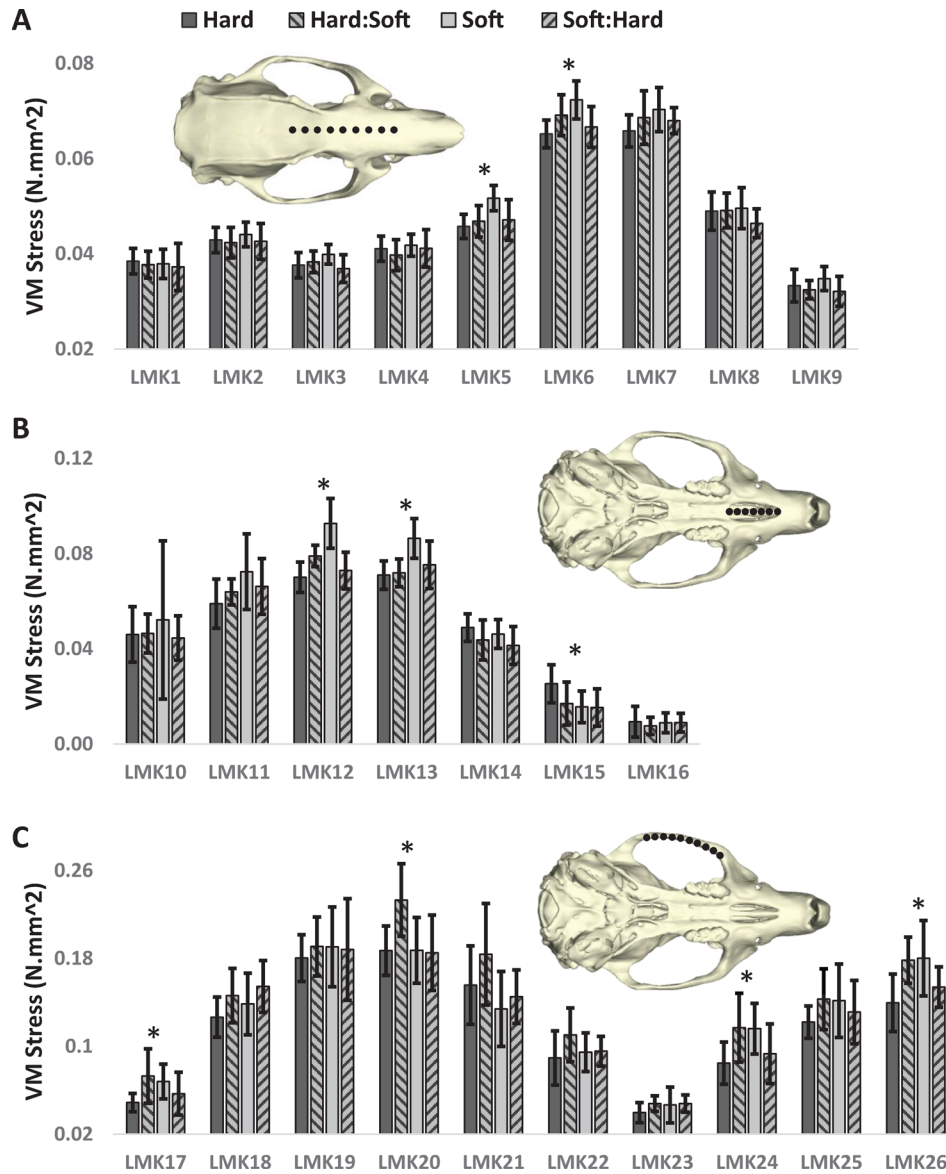 A
Hard Hard:Soft Soft Soft:Hard
VM Stress (N.mm^2)
0.08
0.06
0.04
0.02
* *
LMK1 LMK2 LMK3 LMK4 LMK5 LMK6 LMK7 LMK8 LMK9
B
VM Stress (N.mm^2)
0.12
0.08
0.04
0.00
* * *
LMK10 LMK11 LMK12 LMK13 LMK14 LMK15 LMK16
C
VM Stress (N.mm^2)
0.26
0.18
0.1
0.02
* * * *
LMK17 LMK18 LMK19 LMK20 LMK21 LMK22 LMK23 LMK24 LMK25 LMK26